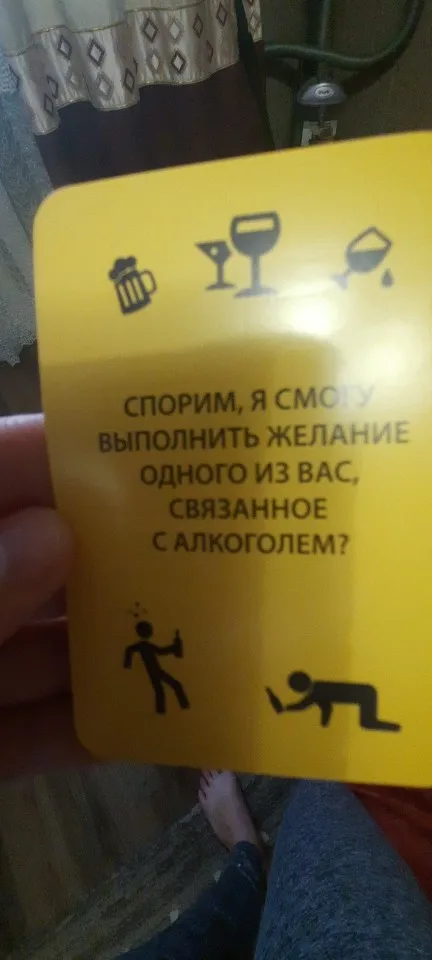 СПОРИМ, Я СМОГУ
ВЫПОЛНИТЬ ЖЕЛАНИЕ
ОДНОГО ИЗ ВАС,
СВЯЗАННОЕ
С АЛКОГОЛЕМ?